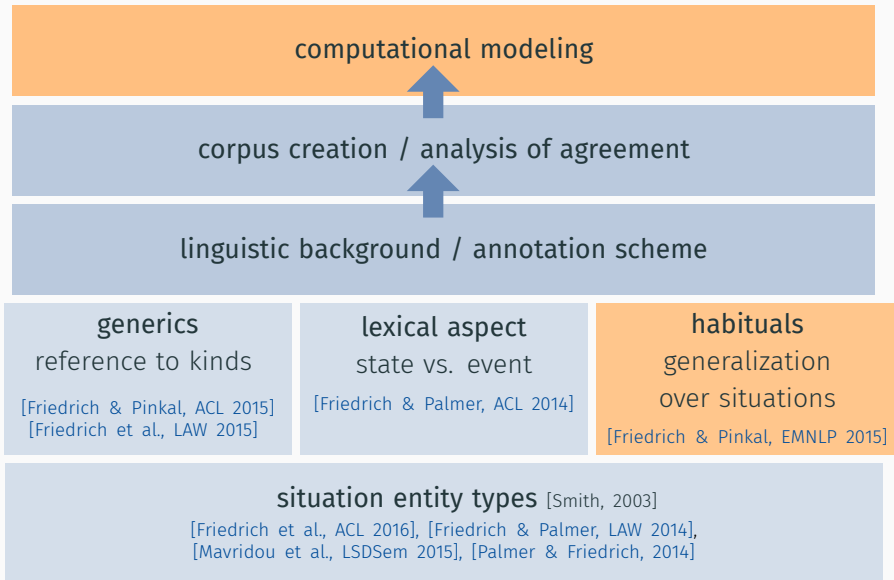 computational modeling
corpus creation / analysis of agreement
linguistic background / annotation scheme
generics
reference to kinds
[Friedrich & Pinkal, ACL 2015]
[Friedrich et al., LAW 2015]
lexical aspect
state vs. event
[Friedrich & Palmer, ACL 2014]
habituals
generalization
over situations
[Friedrich & Pinkal, EMNLP 2015]
situation entity types [Smith, 2003]
[Friedrich et al., ACL 2016], [Friedrich & Palmer, LAW 2014],
[Mavridou et al., LSDSem 2015], [Palmer & Friedrich, 2014]